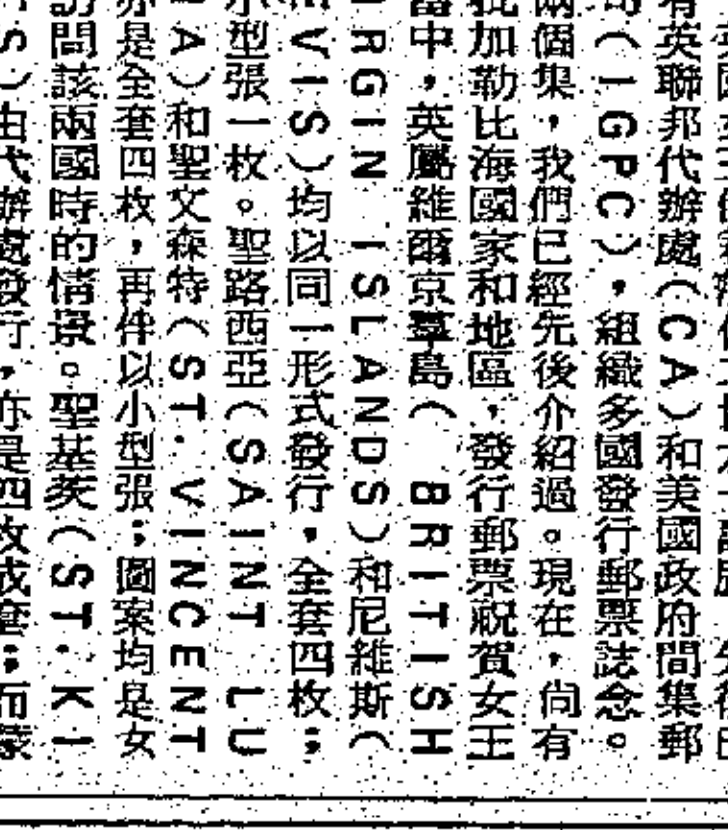 有英聯邦代辦處(CA)和美國政府間集郵
(IGPC),組織多國發行郵票誌念。
兩個集,我們已經先後介紹過。現在,尙有
批加勒比海國家和地區,發行郵票祝賀女王
當中,英屬維爾京羣島( BRITISH
IRGIN ISLANDS)和尼維斯(
EVIS)均以同一形式發行,全套四枚;
小型張一枚。聖路西亞(SAINT LU
IA)和聖文森特(ST. VINCENT
亦是全套四枚,再伴以小型張;圖案均是女
訪問該兩國時的情景。聖基茨(ST. KI
S)由代辦處發行,亦是四枚成套;而蒙